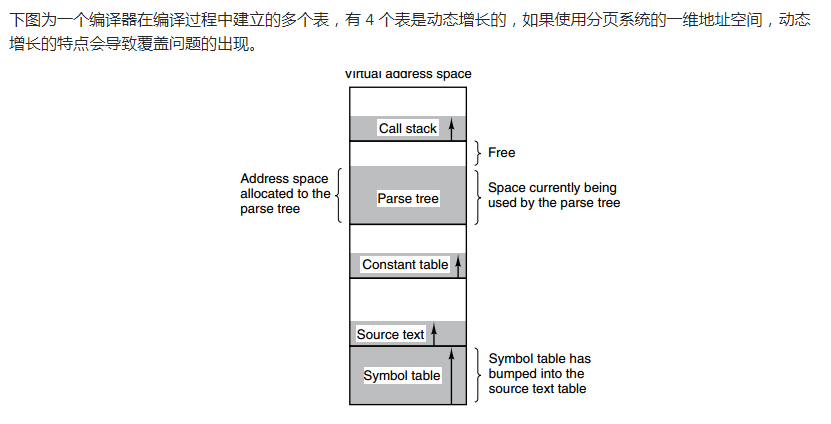 下图为一个编译器在编译过程中建立的多个表，有 4 个表是动态增长的，如果使用分页系统的一维地址空间，动态
增长的特点会导致覆盖问题的出现。
Virtual address space
Call stack
Free
Address space
allocated to the
parse tree
Parse tree
Space currently being
used by the parse tree
Constant table
Source text
Symbol table
Symbol table has
bumped into the
source text table